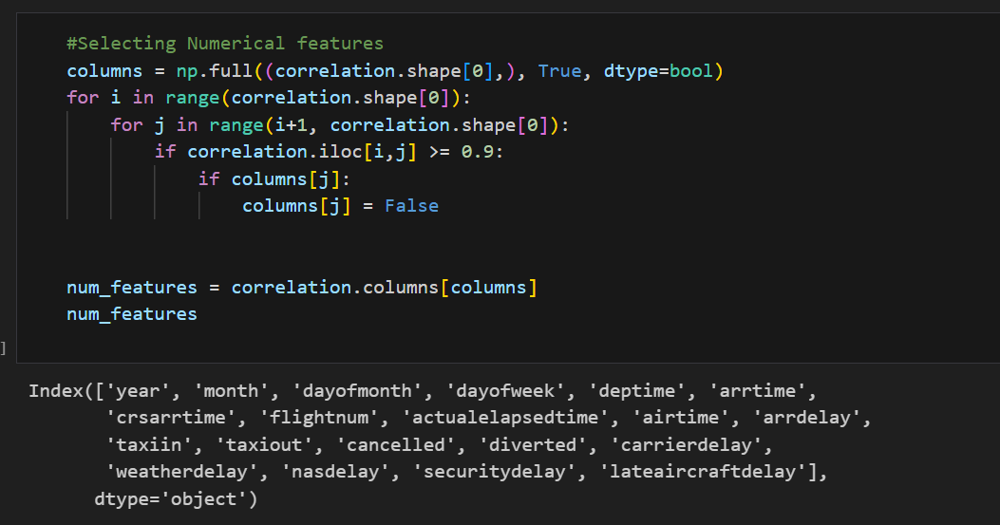 #Selecting Numerical features
columns = np.full((correlation.shape[0],), True, dtype=bool)
for i in range(correlation.shape[0]):
    for j in range(i+1, correlation.shape[0]):
        if correlation.iloc[i,j] >= 0.9:
            if columns[j]:
                columns[j] = False
num_features = correlation.columns[columns]
num_features
]
Index(['year', 'month', 'dayofmonth', 'dayofweek', 'deptime', 'arrtime',
       'crsarrtime', 'flightnum', 'actualelapsedtime', 'airtime', 'arrdelay',
       'taxiin', 'taxiout', 'cancelled', 'diverted', 'carrierdelay',
       'weatherdelay', 'nasdelay', 'securitydelay', 'lateaircraftdelay'],
      dtype='object')